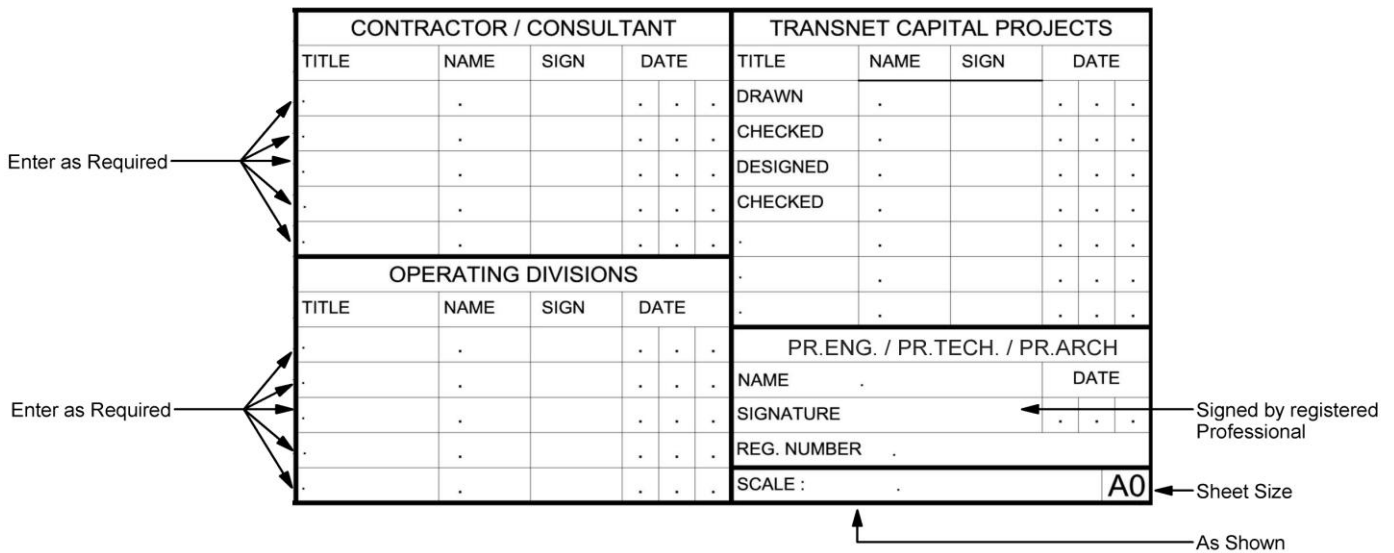 CONTRACTOR / CONSULTANT
TITLE NAME SIGN DATE
Enter as Required
OPERATING DIVISIONS
TITLE NAME SIGN DATE
Enter as Required
TRANSNET CAPITAL PROJECTS
TITLE NAME SIGN DATE
DRAWN
CHECKED
DESIGNED
CHECKED
PR.ENG. / PR.TECH. / PR.ARCH
NAME DATE
SIGNATURE
Signed by registered
Professional
REG. NUMBER
SCALE : A0
Sheet Size
As Shown